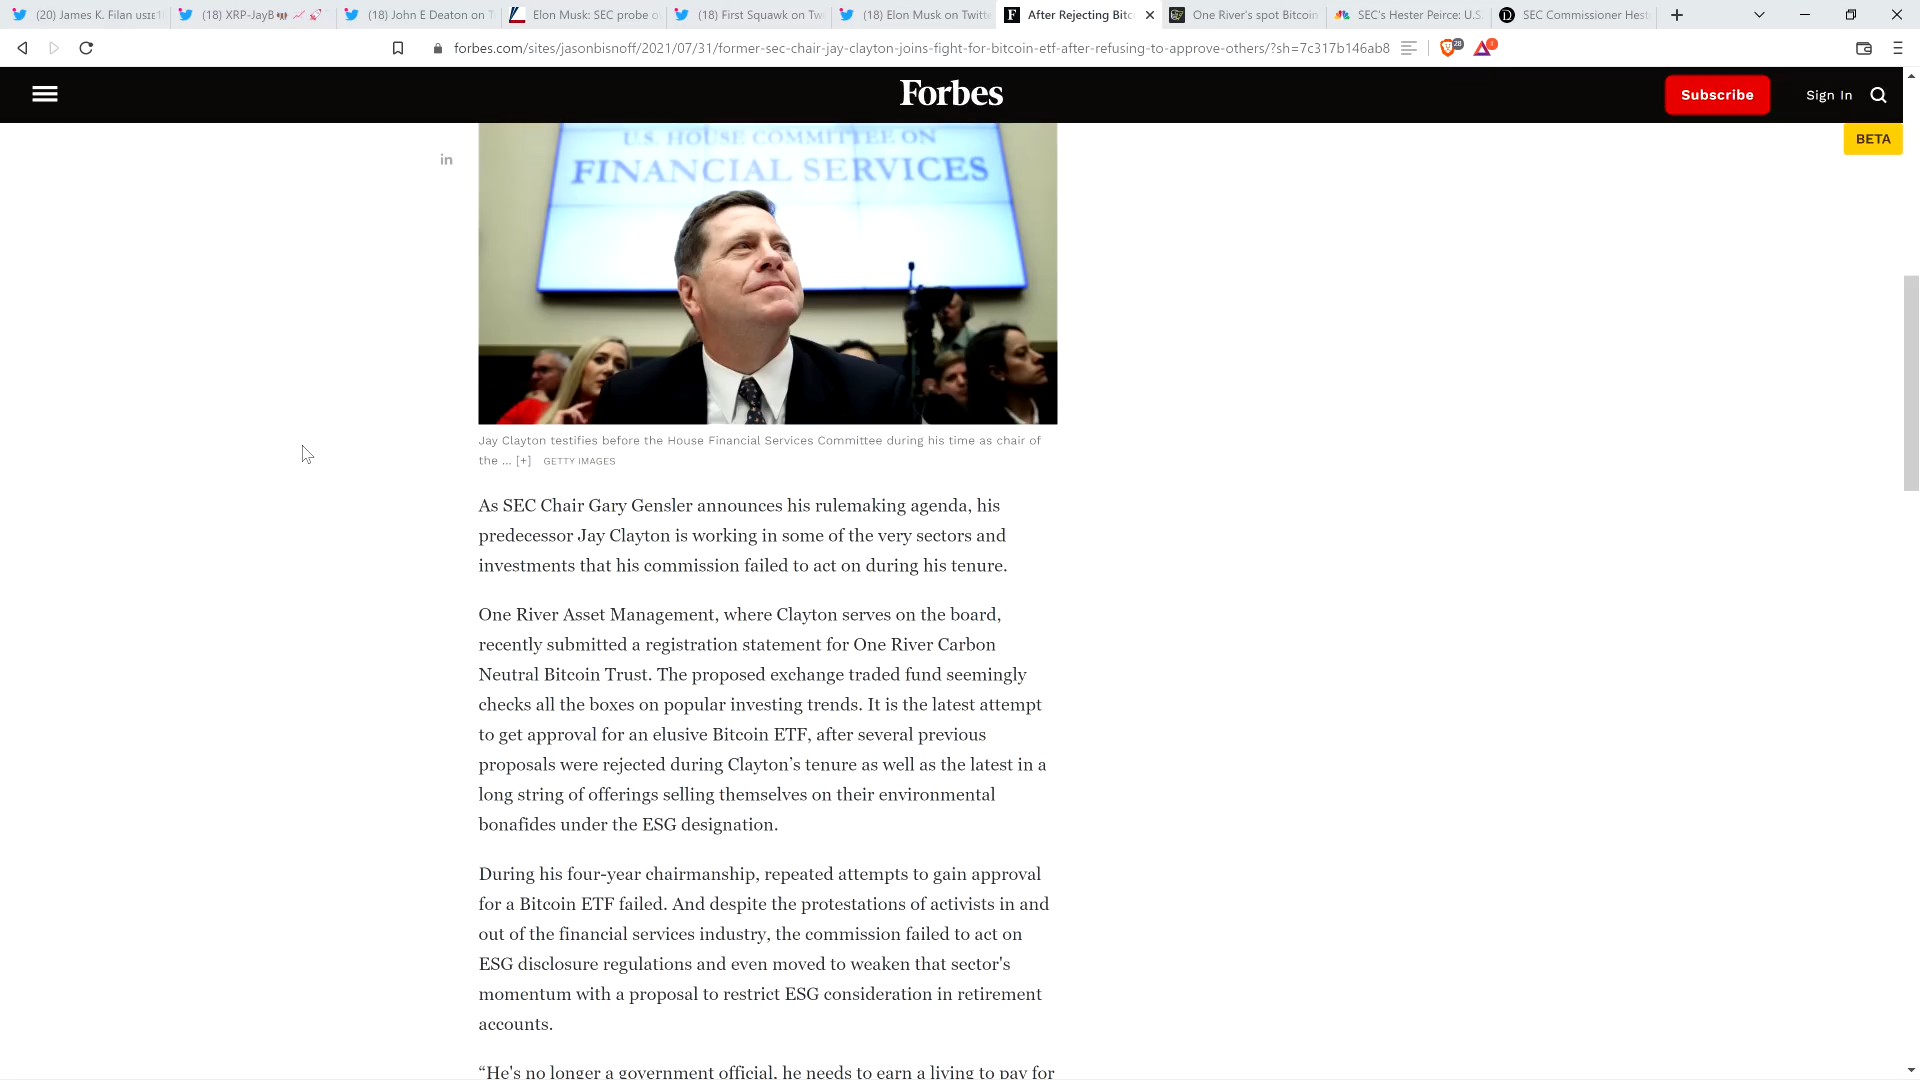 (20) James K. Filan
(18) XRP-JayB
(18) John E Deaton on T
Elon Musk: SEC probe o
(18) First Squawk on Tw
(18) Elon Musk on Twitt
After Rejecting Bitc
One River's spot Bitcoin
SEC's Hester Peirce: U.S.
SEC Commissioner Hest
forbes.com/sites/jasonbisnoff/2021/07/31/former-sec-chair-jay-clayton-joins-fight-for-bitcoin-etf-after-refusing-to-approve-others/?sh=7c317b146ab8
28
Forbes
Subscribe
Sign In
BETA
in
U.S. HOUSE COMMITTEE ON
FINANCIAL SERVICES
Jay Clayton testifies before the House Financial Services Committee during his time as chair of
the ... [+] GETTY IMAGES
As SEC Chair Gary Gensler announces his rulemaking agenda, his
predecessor Jay Clayton is working in some of the very sectors and
investments that his commission failed to act on during his tenure.
One River Asset Management, where Clayton serves on the board,
recently submitted a registration statement for One River Carbon
Neutral Bitcoin Trust. The proposed exchange traded fund seemingly
checks all the boxes on popular investing trends. It is the latest attempt
to get approval for an elusive Bitcoin ETF, after several previous
proposals were rejected during Clayton's tenure as well as the latest in a
long string of offerings selling themselves on their environmental
bonafides under the ESG designation.
During his four-year chairmanship, repeated attempts to gain approval
for a Bitcoin ETF failed. And despite the protestations of activists in and
out of the financial services industry, the commission failed to act on
ESG disclosure regulations and even moved to weaken that sector's
momentum with a proposal to restrict ESG consideration in retirement
accounts.
“He's no longer a government official, he needs to earn a living to pay for